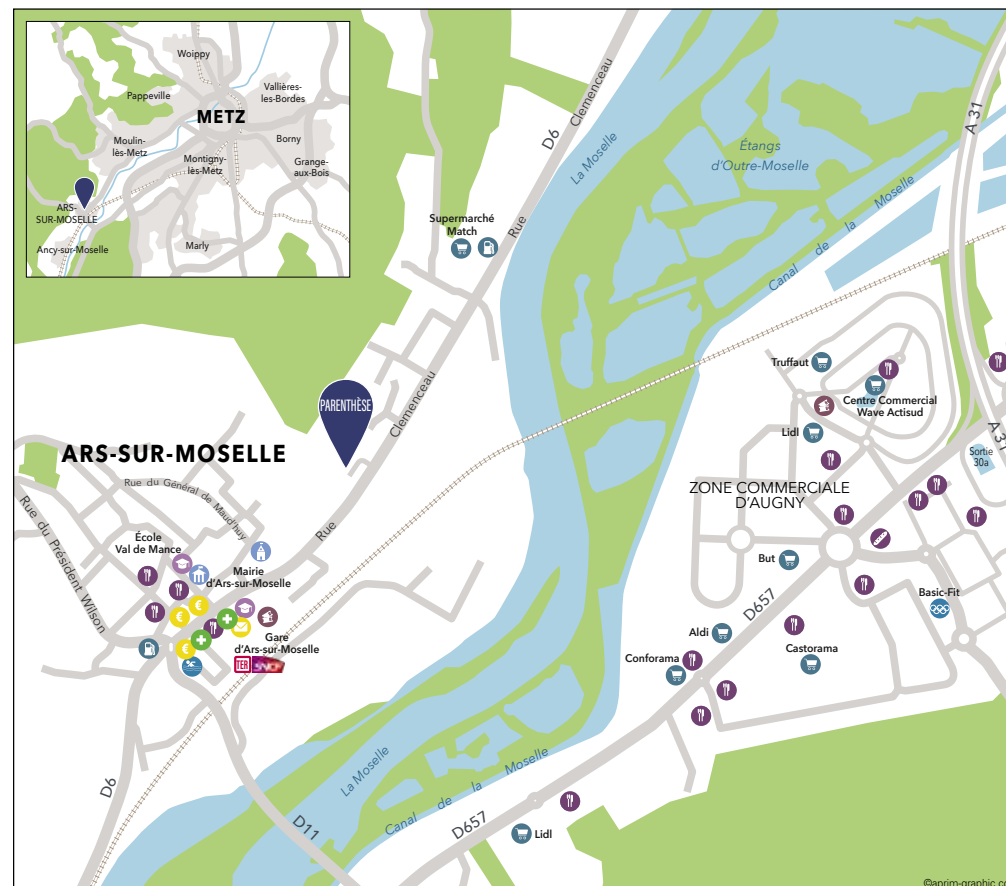 Woippy
Vallières-
les-Bordes
Pappeville
METZ
Borny
Moulin-
lès-Metz
Montigny-
lès-Metz
Grange-
aux-Bois
ARS-
SUR-MOSELLE
Ancy-sur-Moselle
Marly
D6
Clemenceau
Rue
La Moselle
Étangs
d'Outre-Moselle
Canal de la Moselle
A 31
Supermarché
Match
PARENTHÈSE
Clemenceau
Rue
Truffaut
Centre Commercial
Wave Actisud
Lidl
A 31
Sortie
30a
ZONE COMMERCIALE
D'AUGNY
But
Basic-Fit
D657
Aldi
Castorama
Conforama
ARS-SUR-MOSELLE
Rue du Général de Maud'huy
Rue du Président Wilson
École
Val de Mance
Mairie
d'Ars-sur-Moselle
€
€
€
Gare
d'Ars-sur-Moselle
TER
SNCF
D6
D11
La Moselle
Canal de la Moselle
D657
Lidl
©aprim-graphic.co